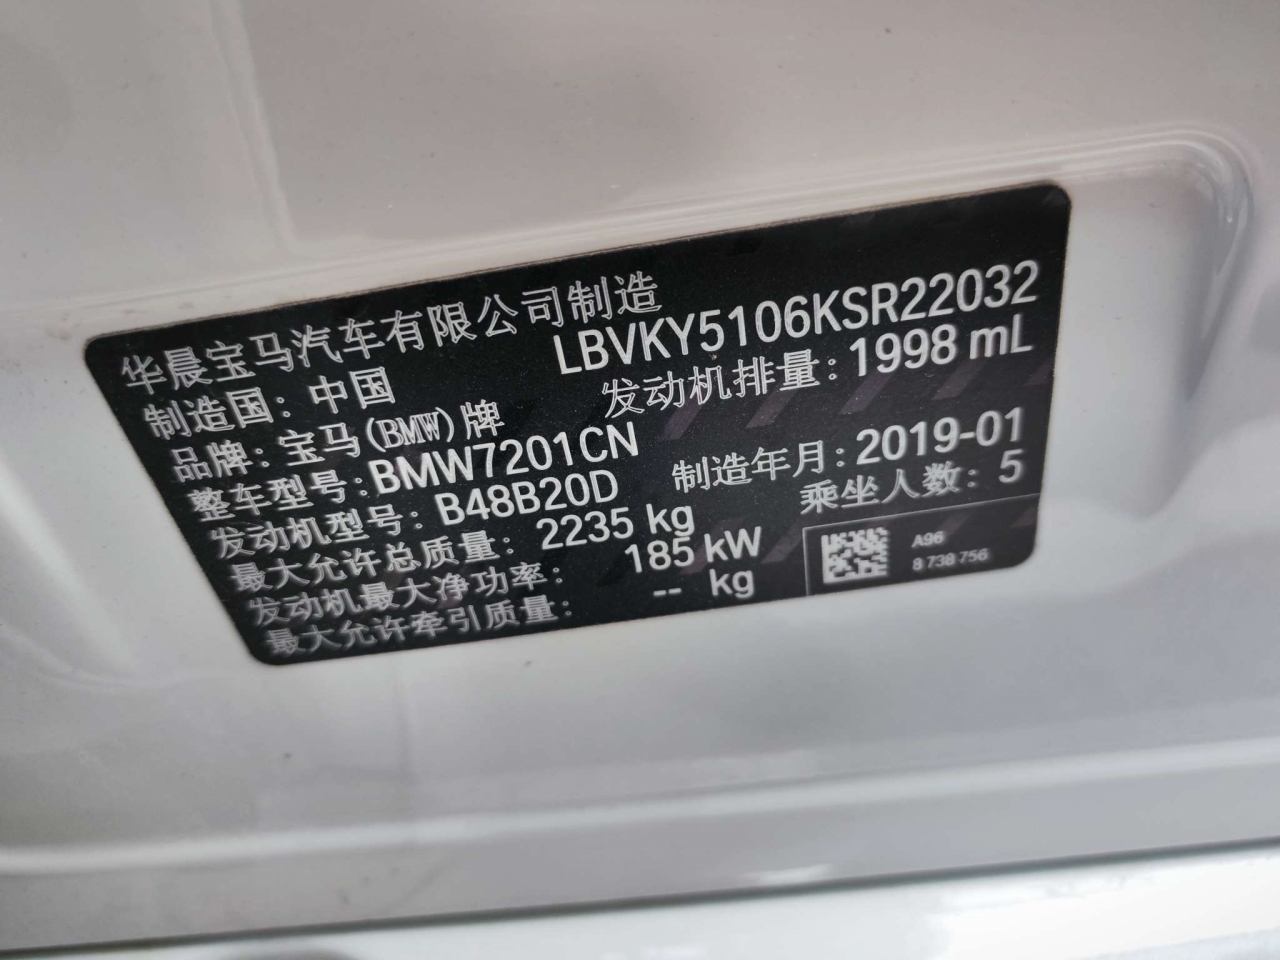 华晨宝马汽车有限公司制造
LBVKY5106KSR22032
制造国：中国
发动机排量：1998 mL
品牌：宝马(BMW)牌
整车型号：BMW7201CN
制造年月：2019-01
发动机型号：B48B20D
乘坐人数：5
最大允许总质量：2235 kg
发动机最大净功率：185 kW
最大允许牵引质量：-- kg
A96
8 738 756